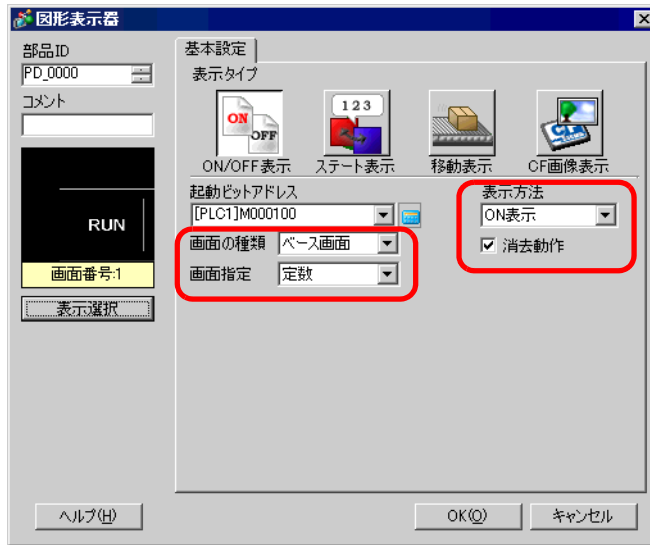 図形表示器
部品ID
PD_0000
コメント
RUN
画面番号:1
表示選択
基本設定
表示タイプ
ON
OFF
123
ON/OFF表示
ステート表示
移動表示
CF画像表示
起動ビットアドレス
[PLC1]M000100
画面の種類 ベース画面
画面指定 定数
表示方法
ON表示
消去動作
ヘルプ(H)
OK(O)
キャンセル